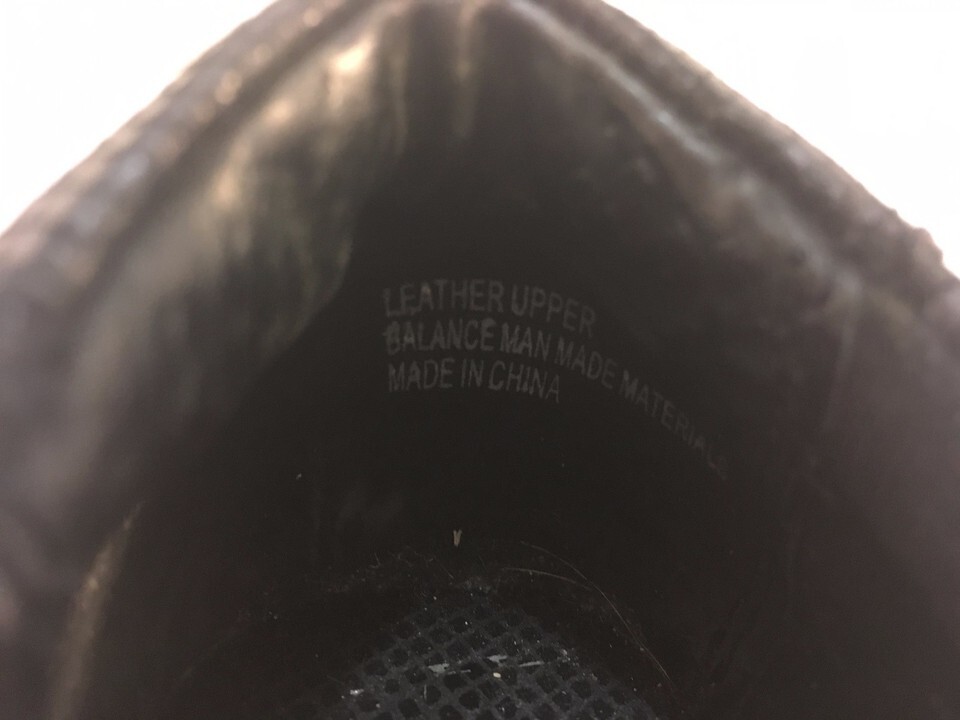 LEATHER UPPER
BALANCE MAN MADE MATERIALS
MADE IN CHINA